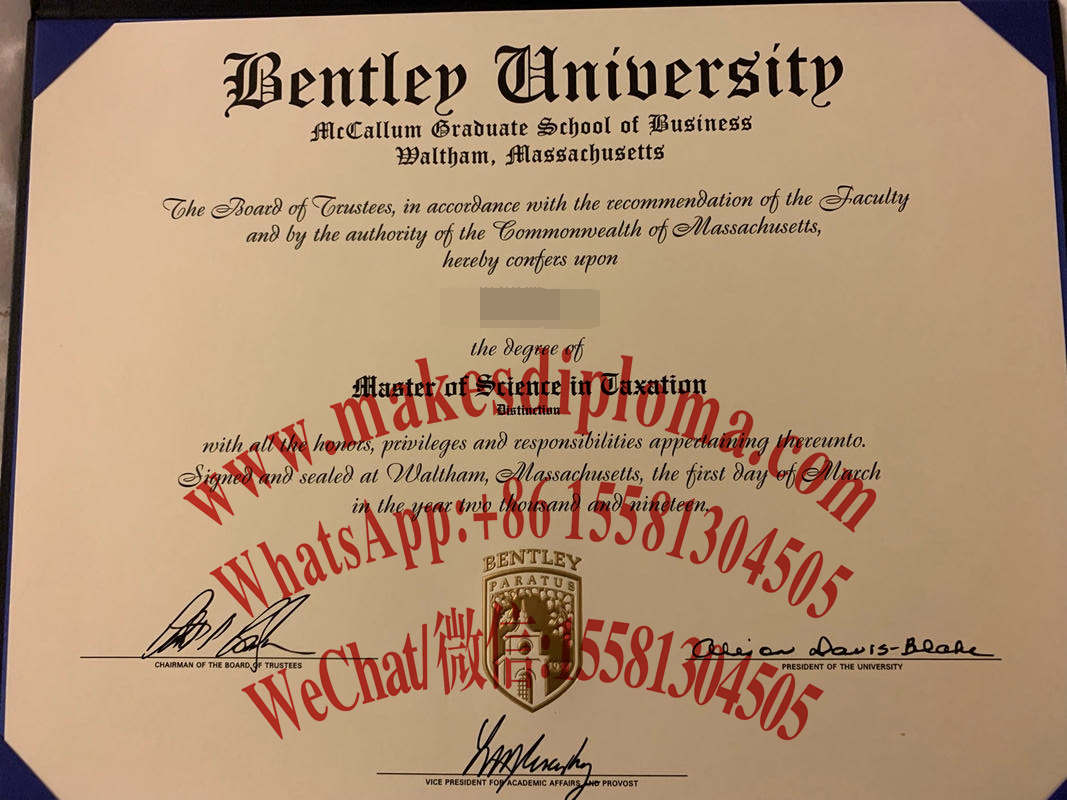 Bentley University
McCallum Graduate School of Business
Waltham, Massachusetts
The Board of Trustees, in accordance with the recommendation of the Faculty
and by the authority of the Commonwealth of Massachusetts,
hereby confers upon
the degree of
Master of Science in Taxation
Distinction
with all the honors, privileges and responsibilities appertaining thereunto.
Signed and sealed at Waltham, Massachusetts, the first day of March
in the year two thousand and nineteen,
www.makesdiploma.com
WhatsApp:+86 15581304505
WeChat/微信:15581304505
BENTLEY
PARATUS
CHAIRMAN OF THE BOARD OF TRUSTEES
Alison Davis-Blake
PRESIDENT OF THE UNIVERSITY
VICE PRESIDENT FOR ACADEMIC AFFAIRS AND PROVOST